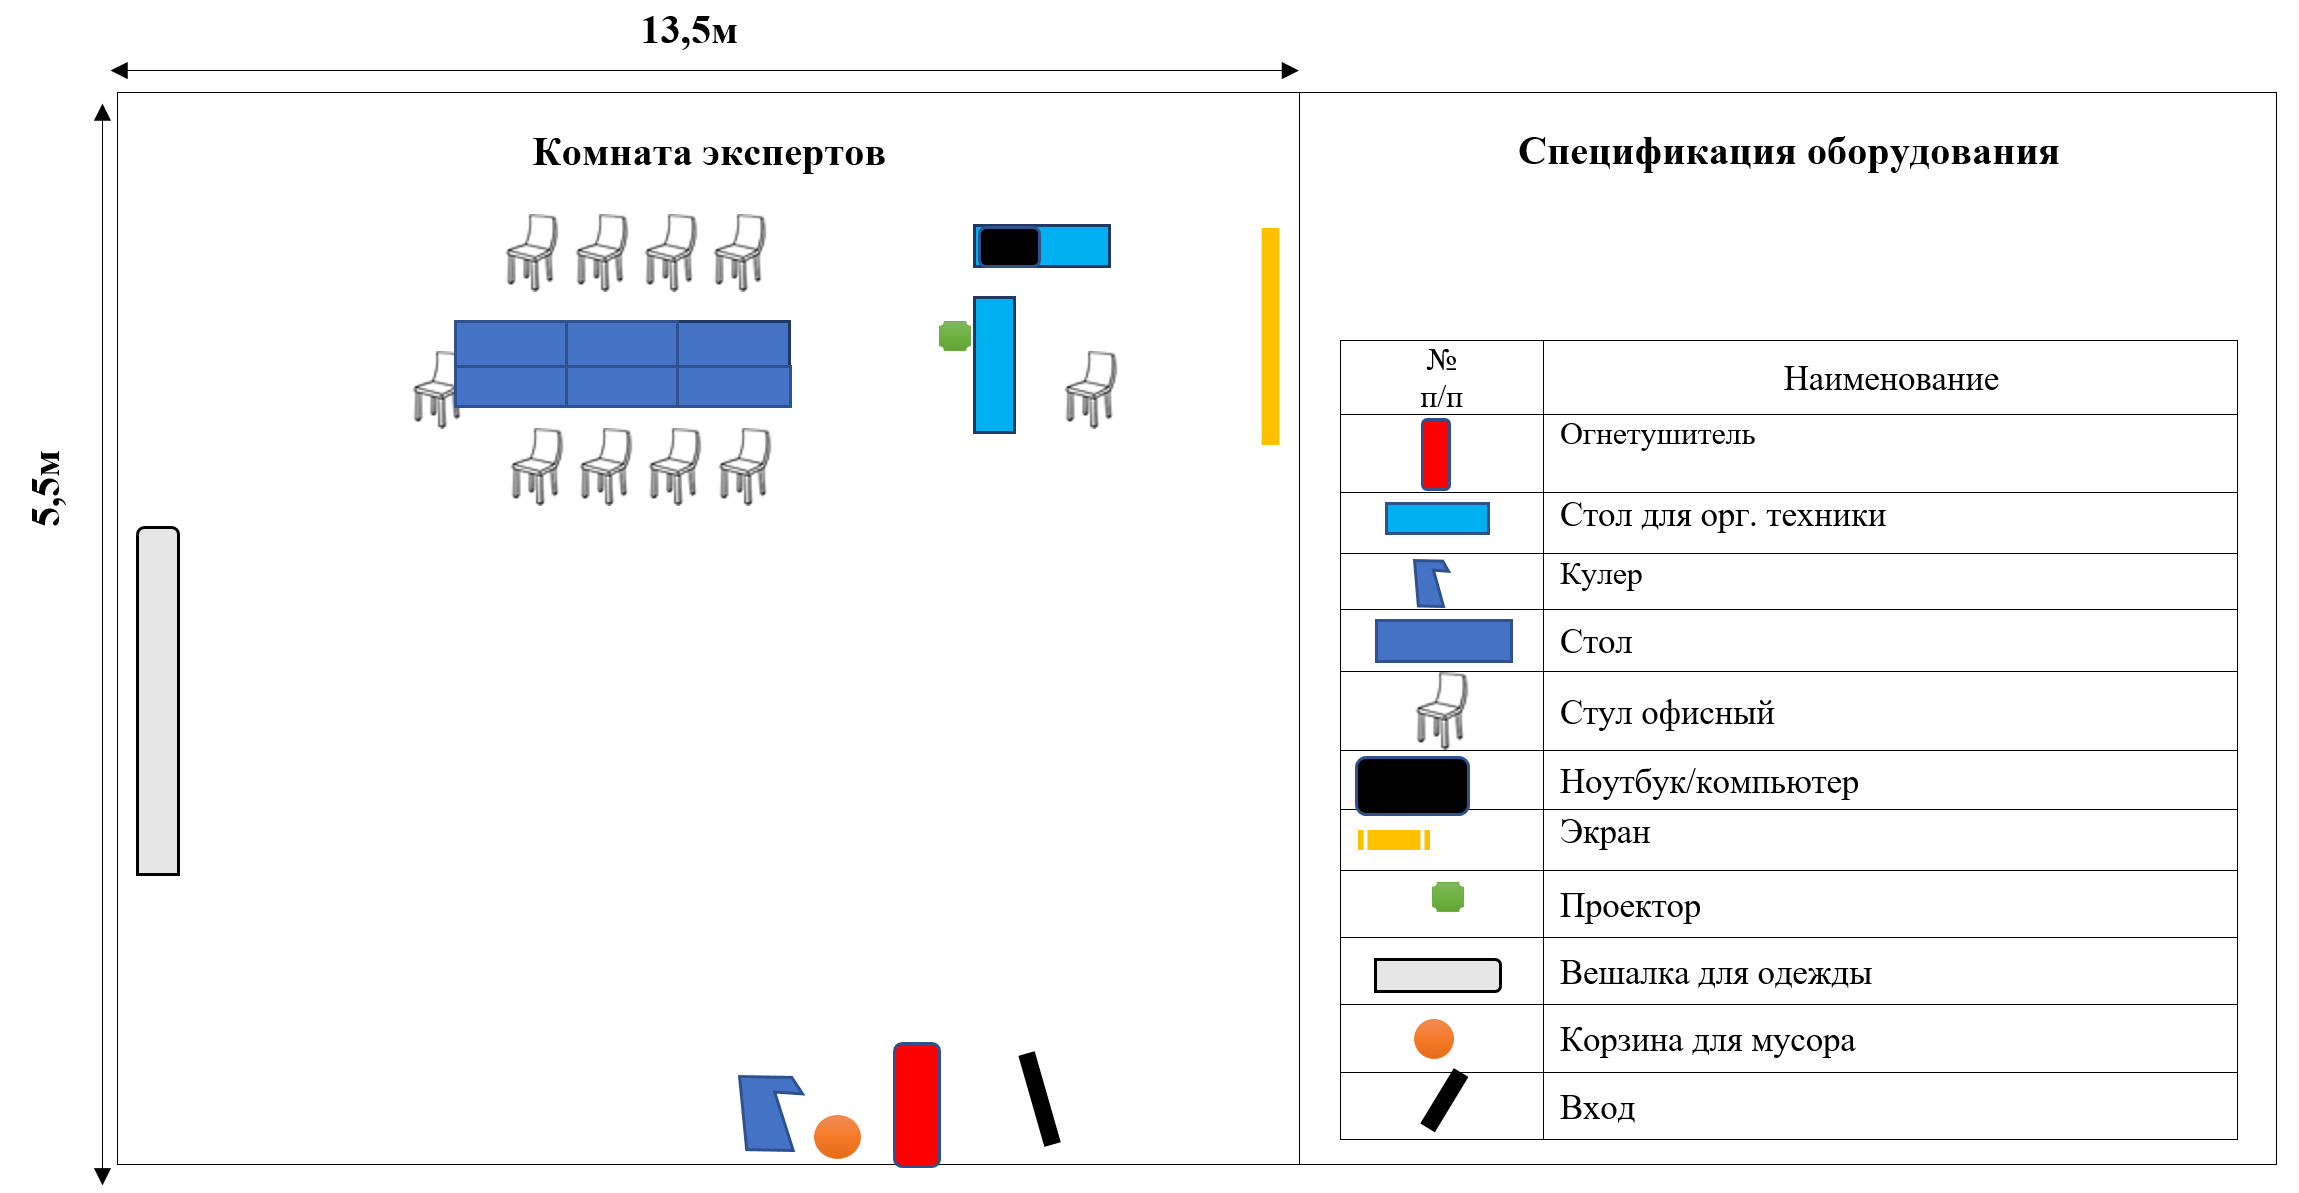 13,5м
5,5м
Комната экспертов
Спецификация оборудования
№
п/п
Наименование
Огнетушитель
Стол для орг. техники
Кулер
Стол
Стул офисный
Ноутбук/компьютер
Экран
Проектор
Вешалка для одежды
Корзина для мусора
Вход